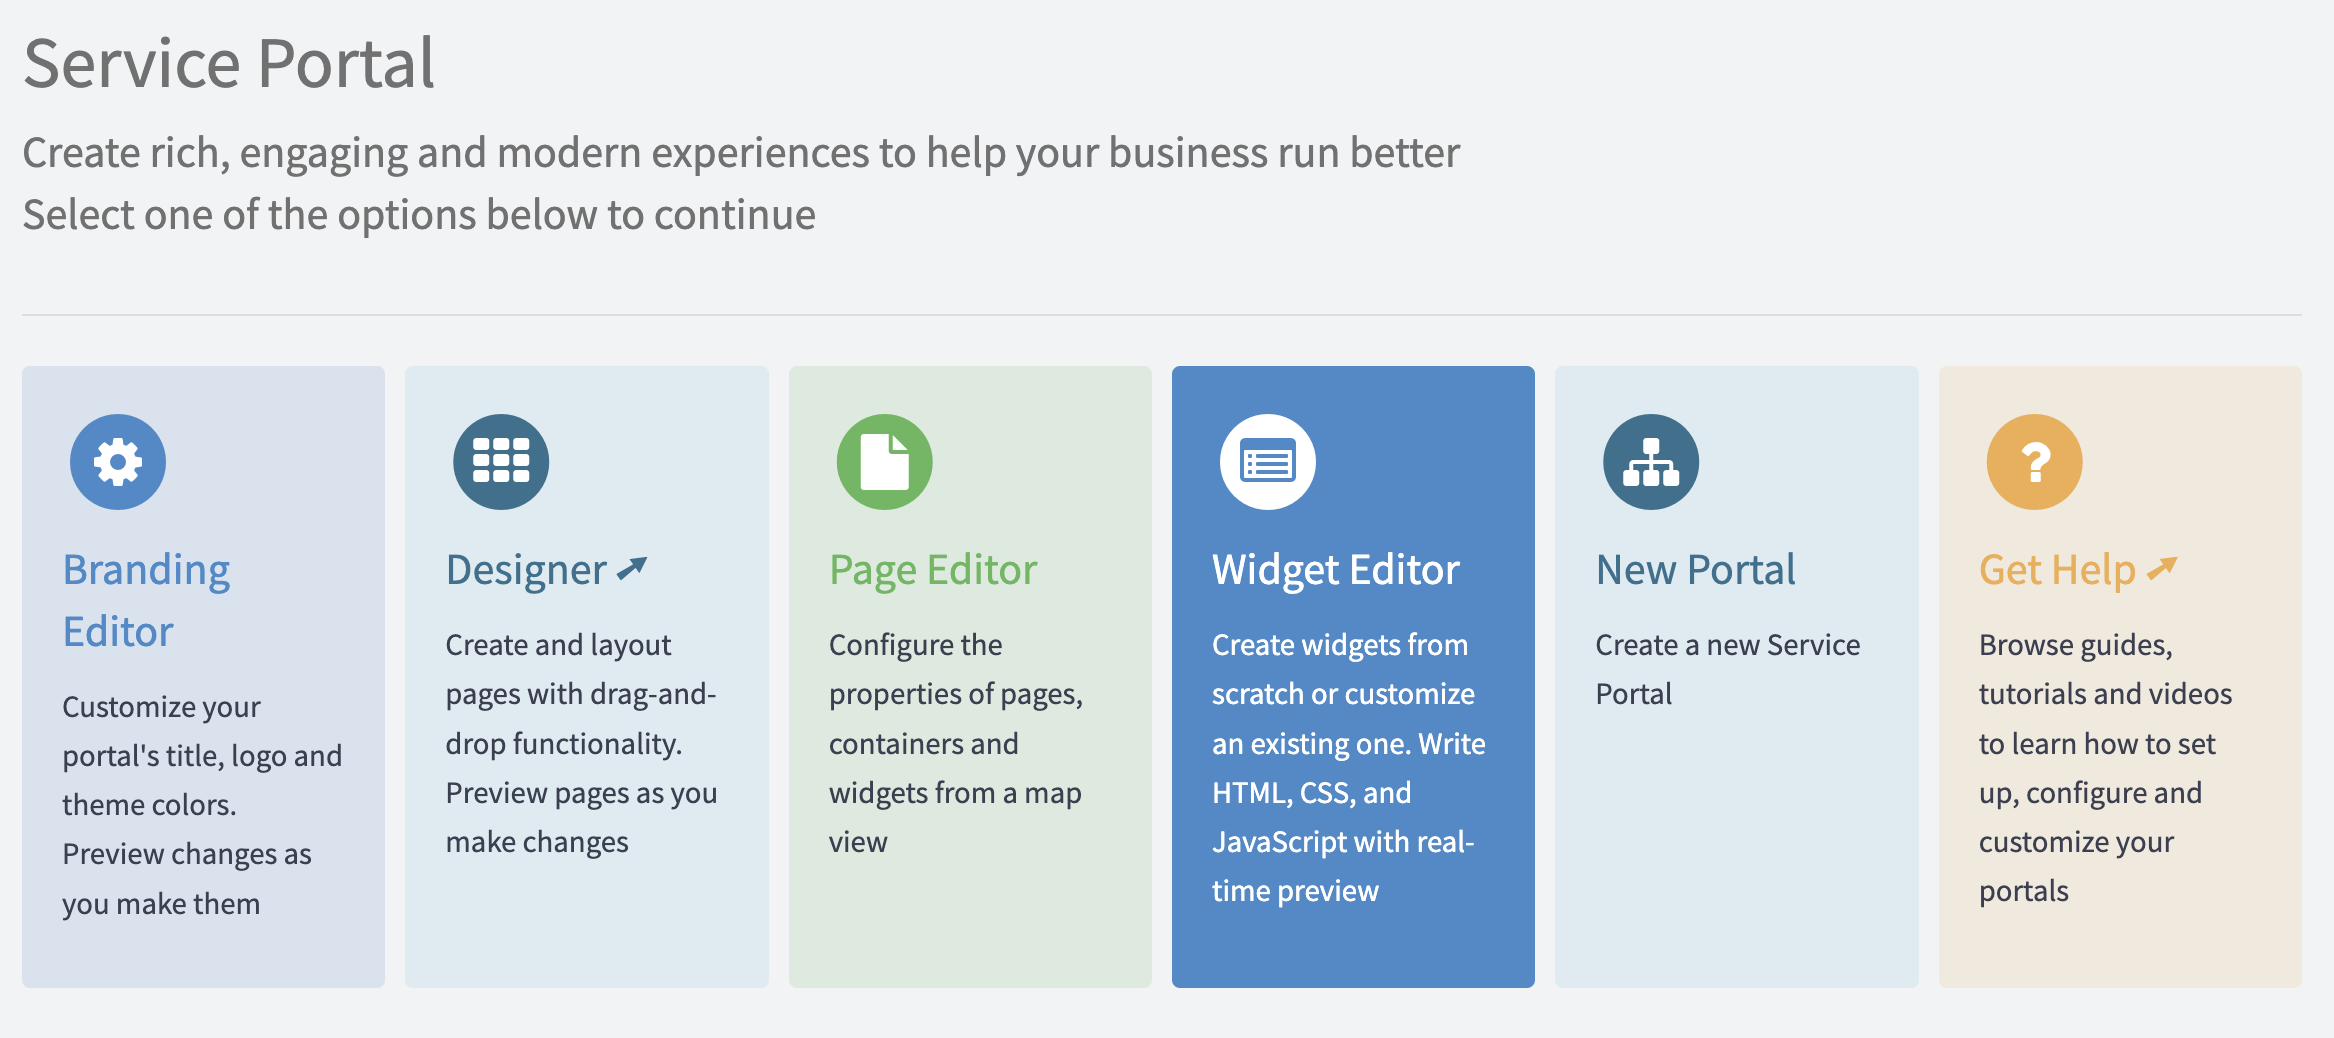 Service Portal
Create rich, engaging and modern experiences to help your business run better
Select one of the options below to continue
Branding
Editor
Customize your
portal's title, logo and
theme colors.
Preview changes as
you make them
Designer
Create and layout
pages with drag-and-
drop functionality.
Preview pages as you
make changes
Page Editor
Configure the
properties of pages,
containers and
widgets from a map
view
Widget Editor
Create widgets from
scratch or customize
an existing one. Write
HTML, CSS, and
JavaScript with real-
time preview
New Portal
Create a new Service
Portal
?
Get Help
Browse guides,
tutorials and videos
to learn how to set
up, configure and
customize your
portals